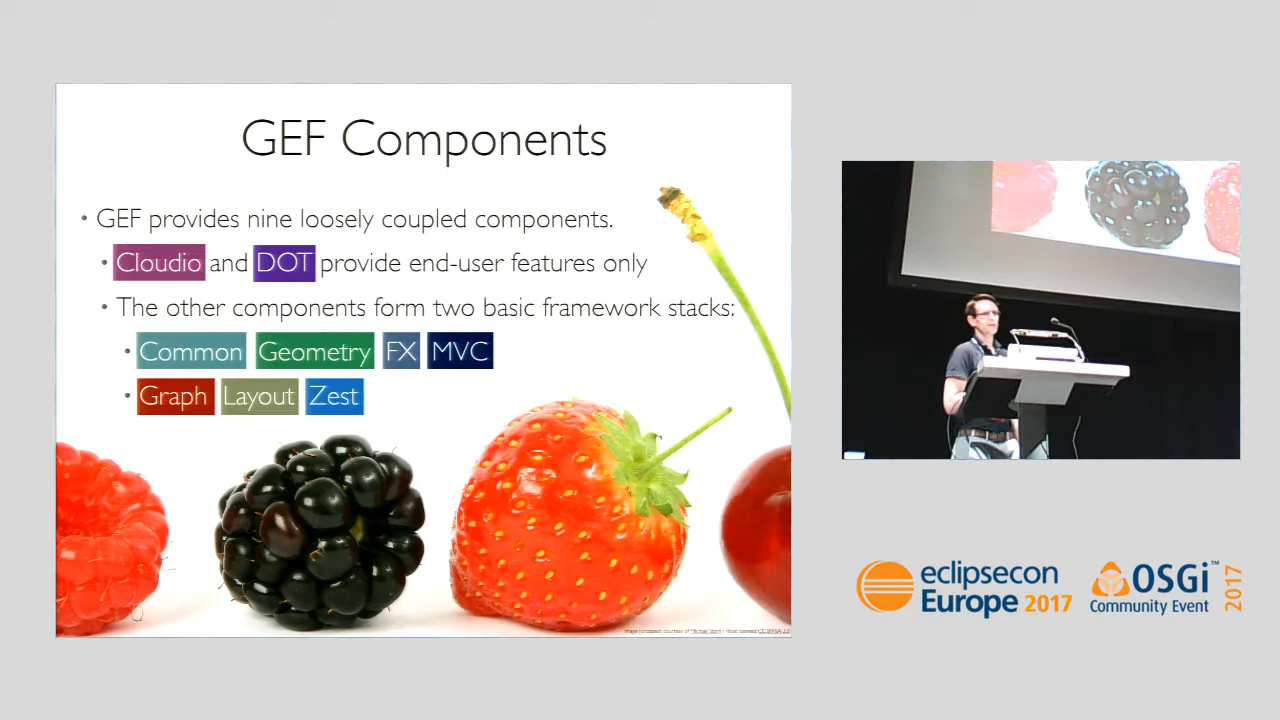 GEF Components
• GEF provides nine loosely coupled components.
• Cloudio and DOT provide end-user features only
• The other components form two basic framework stacks:
• Common Geometry FX MVC
• Graph Layout Zest
eclipsecon
Europe 2017
OSGi™
Community Event
2017